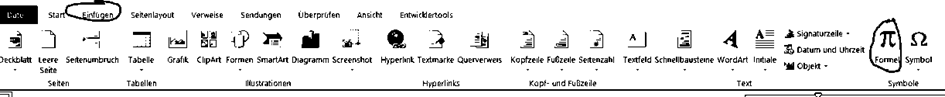 Datei Start Einfügen Seitenlayout Verweise Sendungen Überprüfen Ansicht Entwicklertools
Deckblatt Leere Seite Seitenumbruch Tabelle Grafik ClipArt Formen SmartArt Diagramm Screenshot Hyperlink Textmarke Querverweis Kopfzeile Fußzeile Seitenzahl Textfeld Schnellbausteine WordArt Initiale Signaturzeile Formel Symbol
Datum und Uhrzeit
Objekt
Seiten Tabellen Illustrationen Hyperlinks Kopf- und Fußzeile Text Symbole